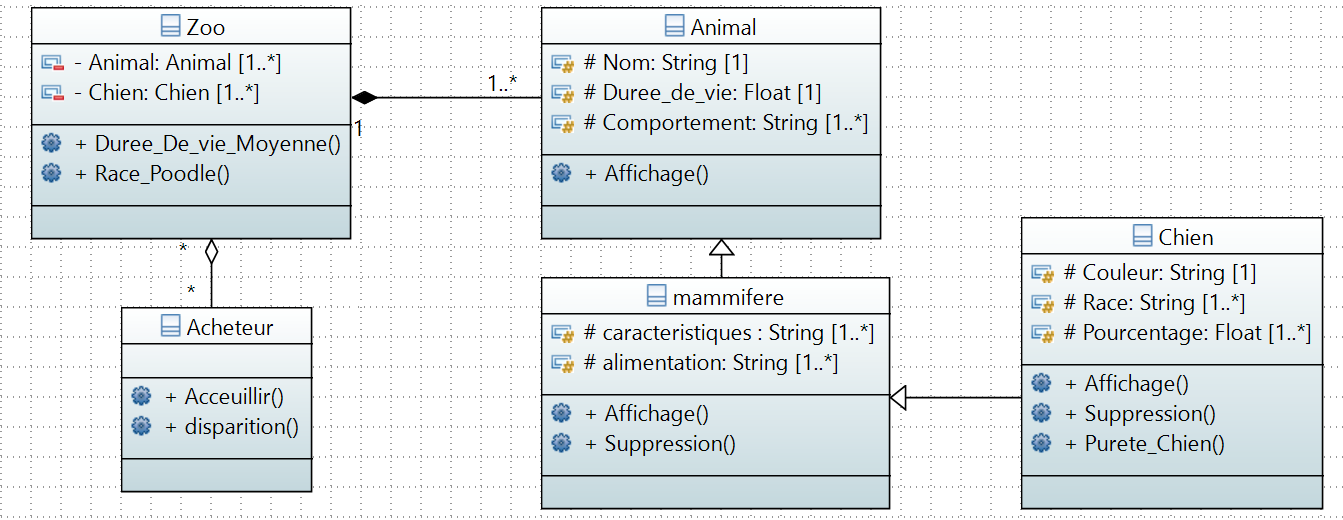 Zoo
- Animal: Animal [1..*]
- Chien: Chien [1..*]
+ Duree_De_vie_Moyenne()
+ Race_Poodle()
1
1..*
Animal
# Nom: String [1]
# Duree_de_vie: Float [1]
# Comportement: String [1..*]
+ Affichage()
*
*
Acheteur
+ Acceuillir()
+ disparition()
mammifere
# caracteristiques : String [1..*]
# alimentation: String [1..*]
+ Affichage()
+ Suppression()
Chien
# Couleur: String [1]
# Race: String [1..*]
# Pourcentage: Float [1..*]
+ Affichage()
+ Suppression()
+ Purete_Chien()